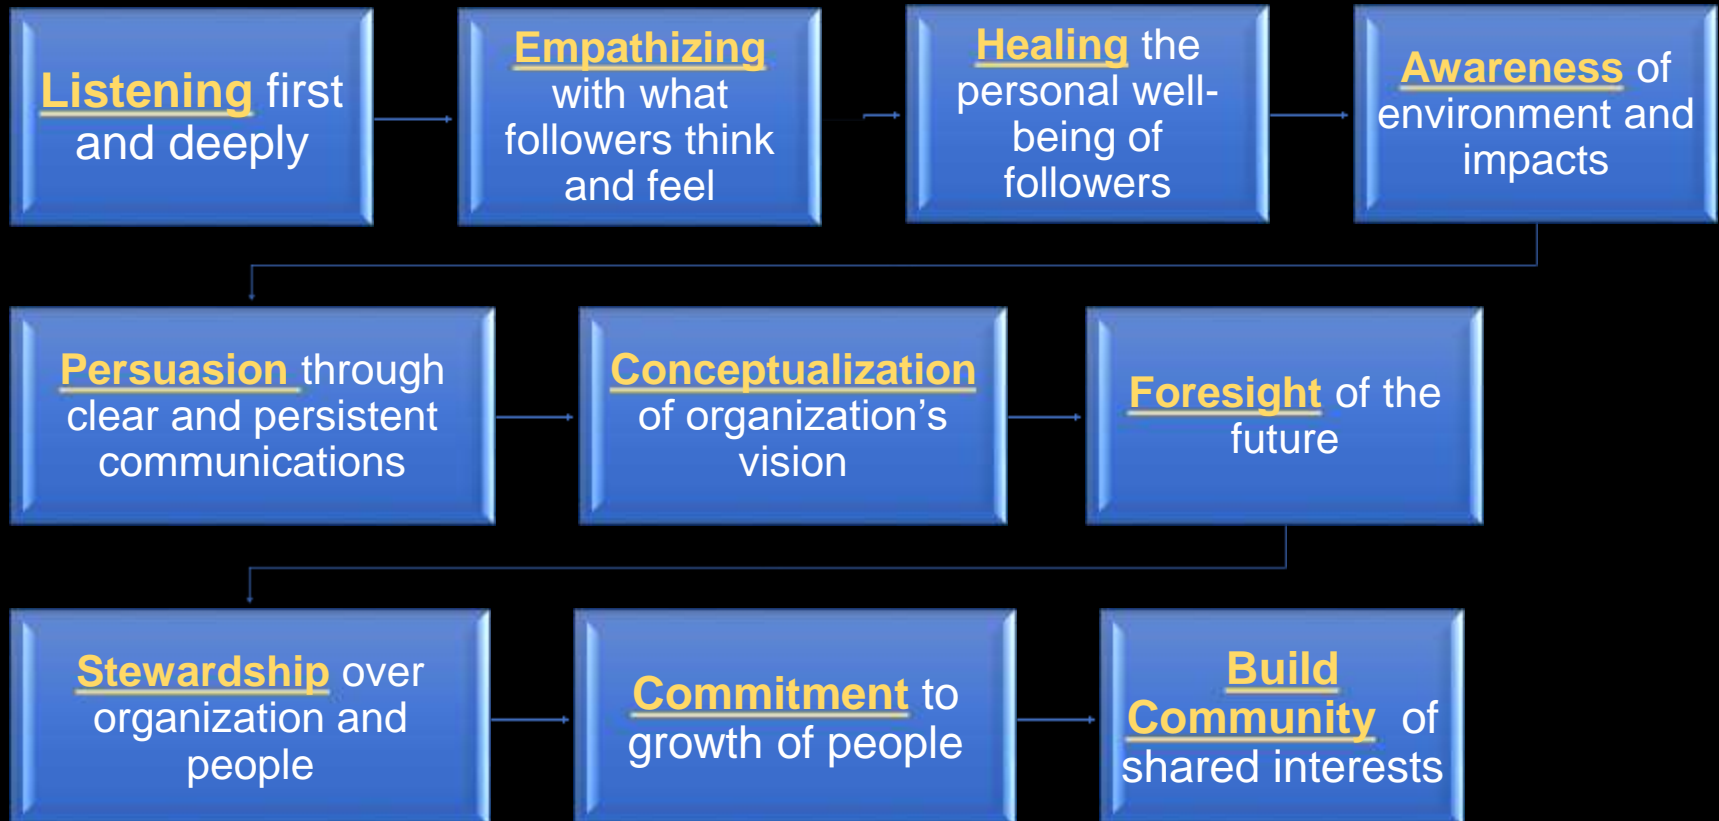 Listening first
and deeply
Empathizing
with what
followers think
and feel
Healing the
personal well-
being of
followers
Awareness of
environment and
impacts
Persuasion through
clear and persistent
communications
Conceptualization
of organization’s
vision
Foresight of the
future
Stewardship over
organization and
people
Commitment to
growth of people
Build
Community of
shared interests